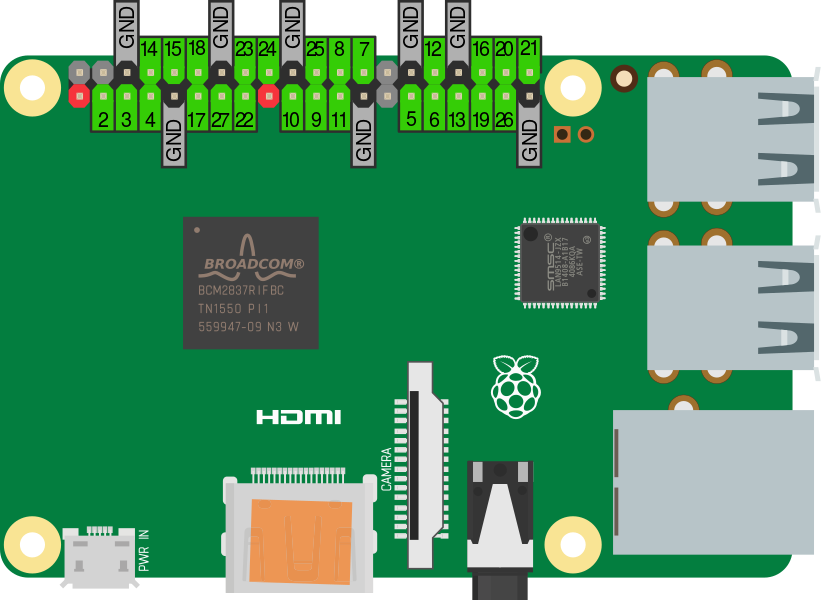 GND GND GND GND GND
14 15 18 23 24 25 8 7 12 16 20 21
2 3 4 17 27 22 10 9 11 5 6 13 19 26
GND GND GND
BROADCOM®
BCM2837RIFBC
TN1550 P11
559947-09 N3 W
SMSC®
LAN9514-JZX
B1408-A1B17
4086XQA
ASE-TW
HDMI
CAMERA
PWR IN